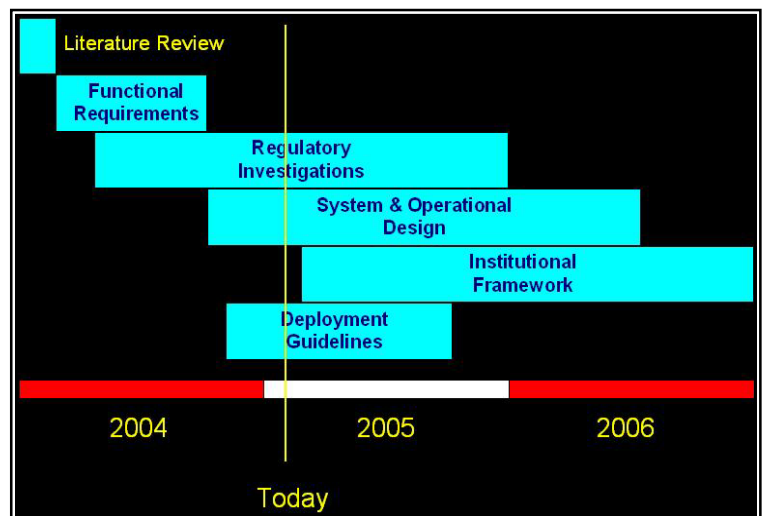 Literature Review
Functional
Requirements
Regulatory
Investigations
System & Operational
Design
Institutional
Framework
Deployment
Guidelines
2004
2005
2006
Today